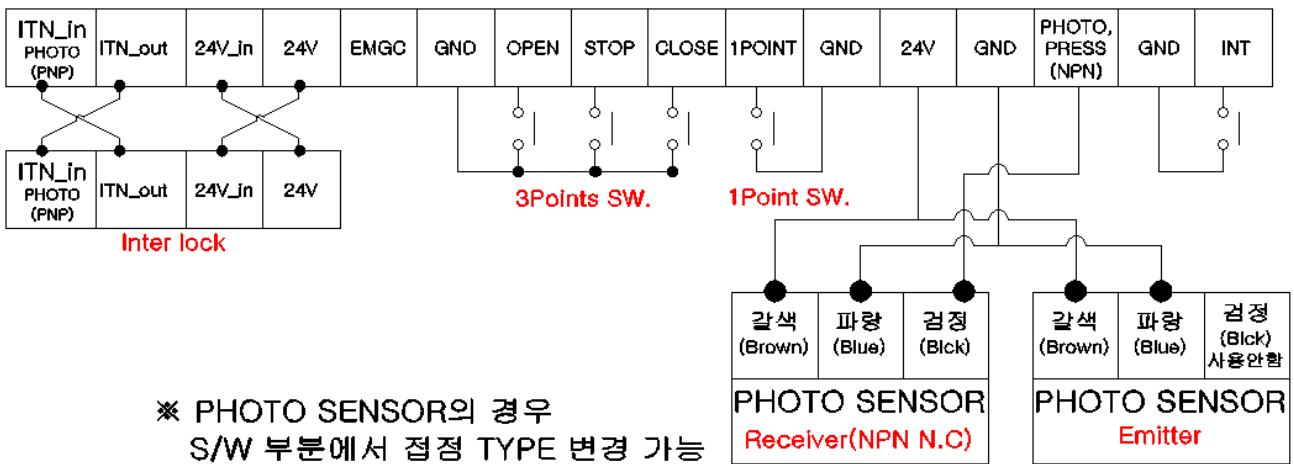 ITN_in
PHOTO
(PNP)
ITN_out
24V_in
24V
EMGC
GND
OPEN
STOP
CLOSE
1POINT
GND
24V
GND
PHOTO,
PRESS
(NPN)
GND
INT
ITN_in
PHOTO
(PNP)
ITN_out
24V_in
24V
Inter lock
3Points SW.
1Point SW.
갈색
(Brown)
파랑
(Blue)
검정
(Blck)
PHOTO SENSOR
Receiver(NPN N.C)
갈색
(Brown)
파랑
(Blue)
검정
(Blck)
사용안함
PHOTO SENSOR
Emitter
※ PHOTO SENSOR의 경우
S/W 부분에서 접점 TYPE 변경 가능